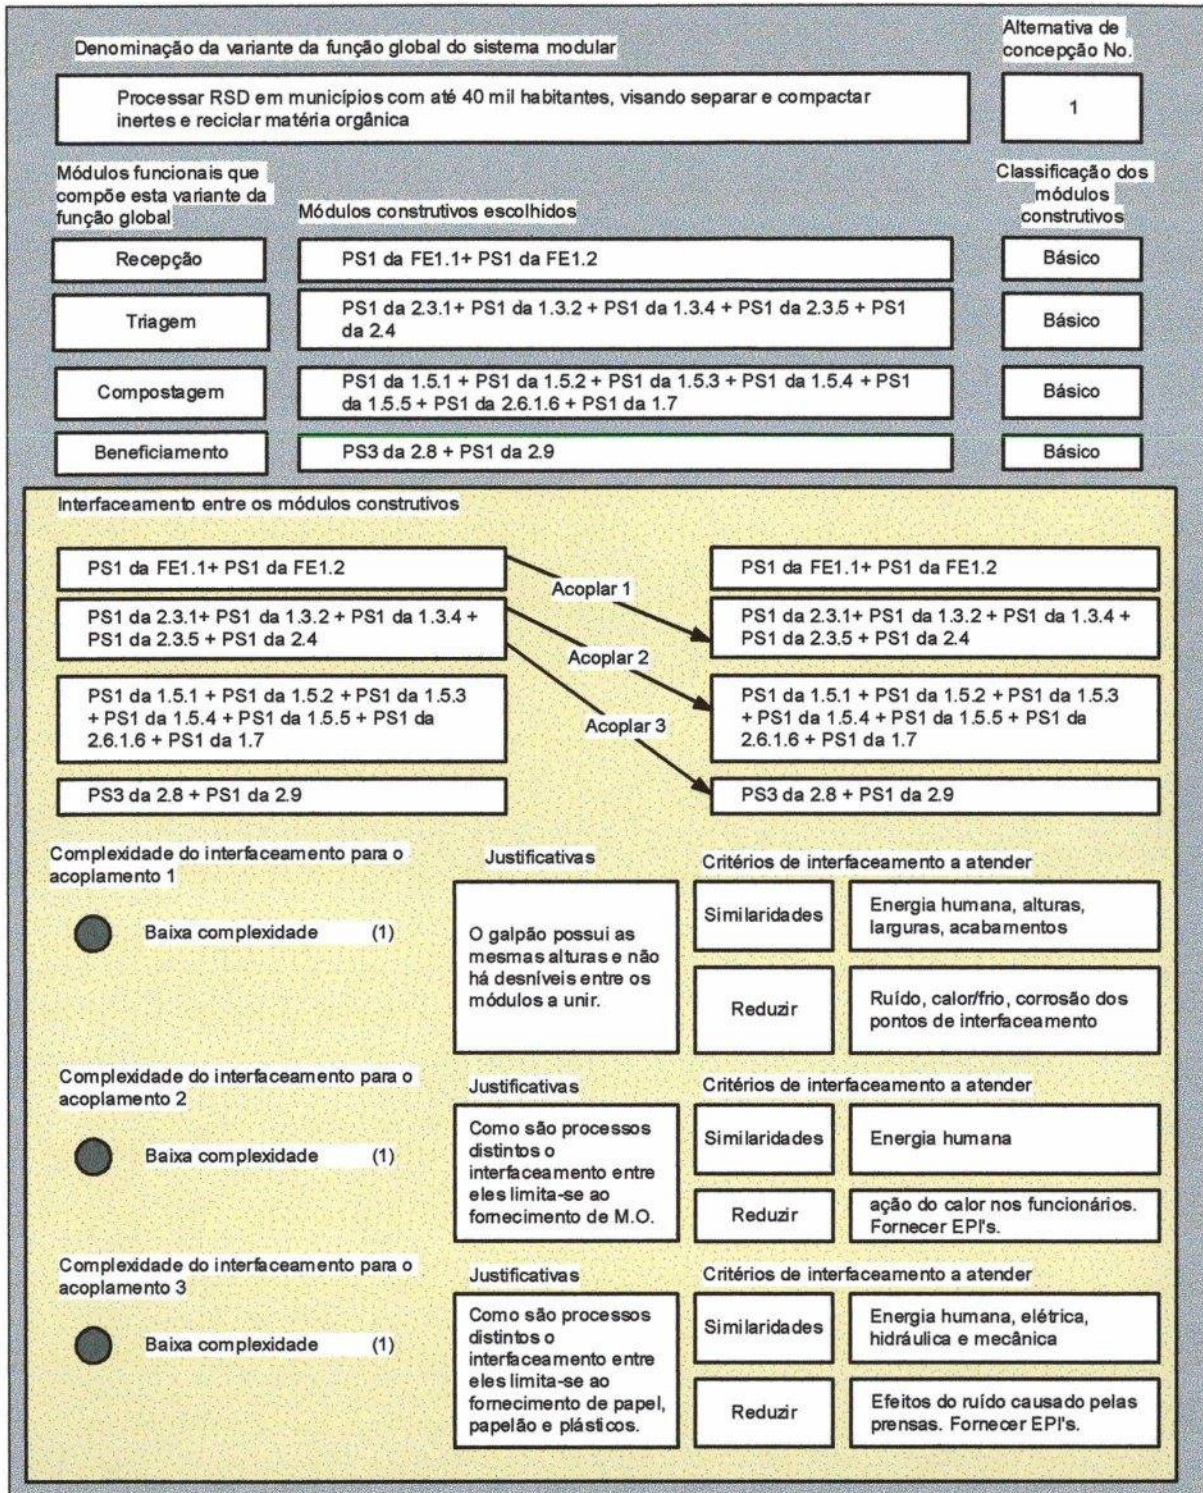 Denominação da variante da função global do sistema modular
Alternativa de
concepção No.
Processar RSD em municípios com até 40 mil habitantes, visando separar e compactar
inertes e reciclar matéria orgânica
1
Módulos funcionais que
compõe esta variante da
função global
Módulos construtivos escolhidos
Classificação dos
módulos
construtivos
Recepção
PS1 da FE1.1+ PS1 da FE1.2
Básico
Triagem
PS1 da 2.3.1+ PS1 da 1.3.2 + PS1 da 1.3.4 + PS1 da 2.3.5 + PS1
da 2.4
Básico
Compostagem
PS1 da 1.5.1 + PS1 da 1.5.2 + PS1 da 1.5.3 + PS1 da 1.5.4 + PS1
da 1.5.5 + PS1 da 2.6.1.6 + PS1 da 1.7
Básico
Beneficiamento
PS3 da 2.8 + PS1 da 2.9
Básico
Interfaceamento entre os módulos construtivos
PS1 da FE1.1+ PS1 da FE1.2
PS1 da FE1.1+ PS1 da FE1.2
Acoplar 1
PS1 da 2.3.1+ PS1 da 1.3.2 + PS1 da 1.3.4 +
PS1 da 2.3.5 + PS1 da 2.4
PS1 da 2.3.1+ PS1 da 1.3.2 + PS1 da 1.3.4 +
PS1 da 2.3.5 + PS1 da 2.4
Acoplar 2
PS1 da 1.5.1 + PS1 da 1.5.2 + PS1 da 1.5.3
+ PS1 da 1.5.4 + PS1 da 1.5.5 + PS1 da
2.6.1.6 + PS1 da 1.7
Acoplar 3
PS1 da 1.5.1 + PS1 da 1.5.2 + PS1 da 1.5.3
+ PS1 da 1.5.4 + PS1 da 1.5.5 + PS1 da
2.6.1.6 + PS1 da 1.7
PS3 da 2.8 + PS1 da 2.9
PS3 da 2.8 + PS1 da 2.9
Complexidade do interfaceamento para o
acoplamento 1
Justificativas
Critérios de interfaceamento a atender
Baixa complexidade (1)
O galpão possui as
mesmas alturas e não
há desníveis entre os
módulos a unir.
Similaridades
Energia humana, alturas,
larguras, acabamentos
Reduzir
Ruído, calor/frio, corrosão dos
pontos de interfaceamento
Complexidade do interfaceamento para o
acoplamento 2
Justificativas
Critérios de interfaceamento a atender
Baixa complexidade (1)
Como são processos
distintos o
interfaceamento entre
eles limita-se ao
fornecimento de M.O.
Similaridades
Energia humana
Reduzir
ação do calor nos funcionários.
Fornecer EPI's.
Complexidade do interfaceamento para o
acoplamento 3
Justificativas
Critérios de interfaceamento a atender
Baixa complexidade (1)
Como são processos
distintos o
interfaceamento entre
eles limita-se ao
fornecimento de papel,
papelão e plásticos.
Similaridades
Energia humana, elétrica,
hidráulica e mecânica
Reduzir
Efeitos do ruído causado pelas
prensas. Fornecer EPI's.